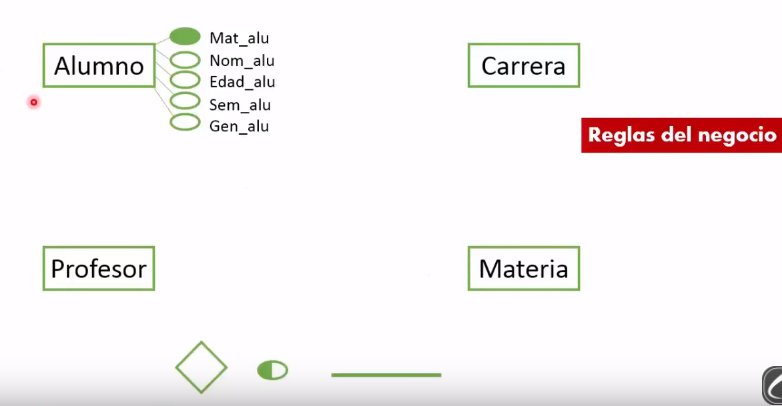 Alumno
Mat_alu
Nom_alu
Edad_alu
Sem_alu
Gen_alu
Carrera
Reglas del negocio
Profesor
Materia